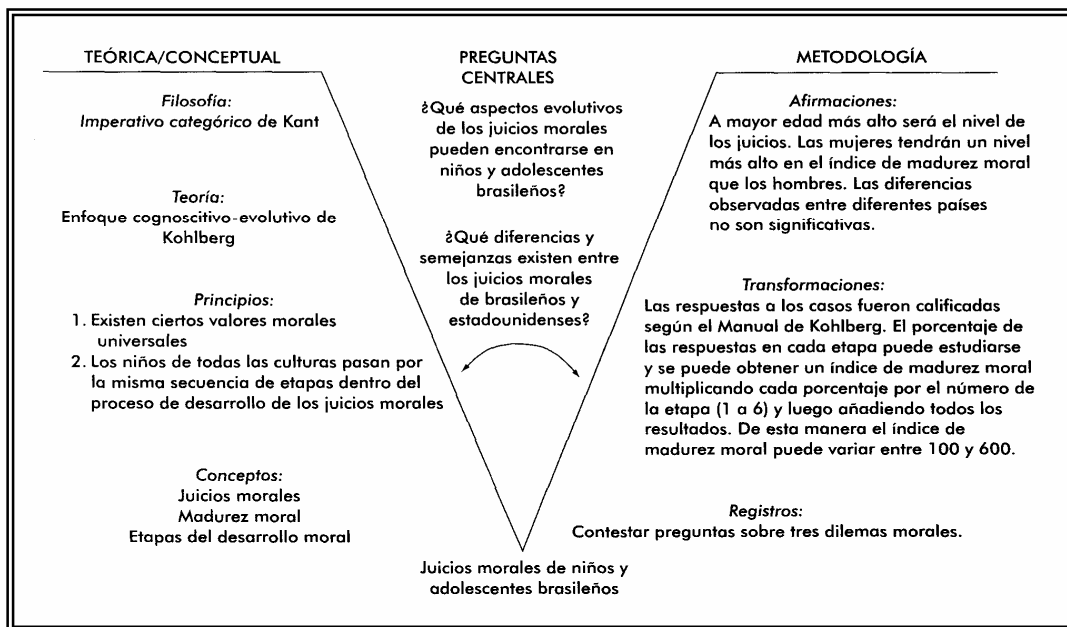 TEÓRICA/CONCEPTUAL
Filosofía:
Imperativo categórico de Kant
Teoría:
Enfoque cognoscitivo-evolutivo de
Kohlberg
Principios:
1. Existen ciertos valores morales
universales
2. Los niños de todas las culturas pasan por
la misma secuencia de etapas dentro del
proceso de desarrollo de los juicios morales
Conceptos:
Juicios morales
Madurez moral
Etapas del desarrollo moral
PREGUNTAS
CENTRALES
¿Qué aspectos evolutivos
de los juicios morales
pueden encontrarse en
niños y adolescentes
brasileños?
¿Qué diferencias y
semejanzas existen entre
los juicios morales
de brasileños y
estadounidenses?
Juicios morales de niños y
adolescentes brasileños
METODOLOGÍA
Afirmaciones:
A mayor edad más alto será el nivel de
los juicios. Las mujeres tendrán un nivel
más alto en el índice de madurez moral
que los hombres. Las diferencias
observadas entre diferentes países
no son significativas.
Transformaciones:
Las respuestas a los casos fueron calificadas
según el Manual de Kohlberg. El porcentaje de
las respuestas en cada etapa puede estudiarse
y se puede obtener un índice de madurez moral
multiplicando cada porcentaje por el número de
la etapa (1 a 6) y luego añadiendo todos los
resultados. De esta manera el índice de
madurez moral puede variar entre 100 y 600.
Registros:
Contestar preguntas sobre tres dilemas morales.